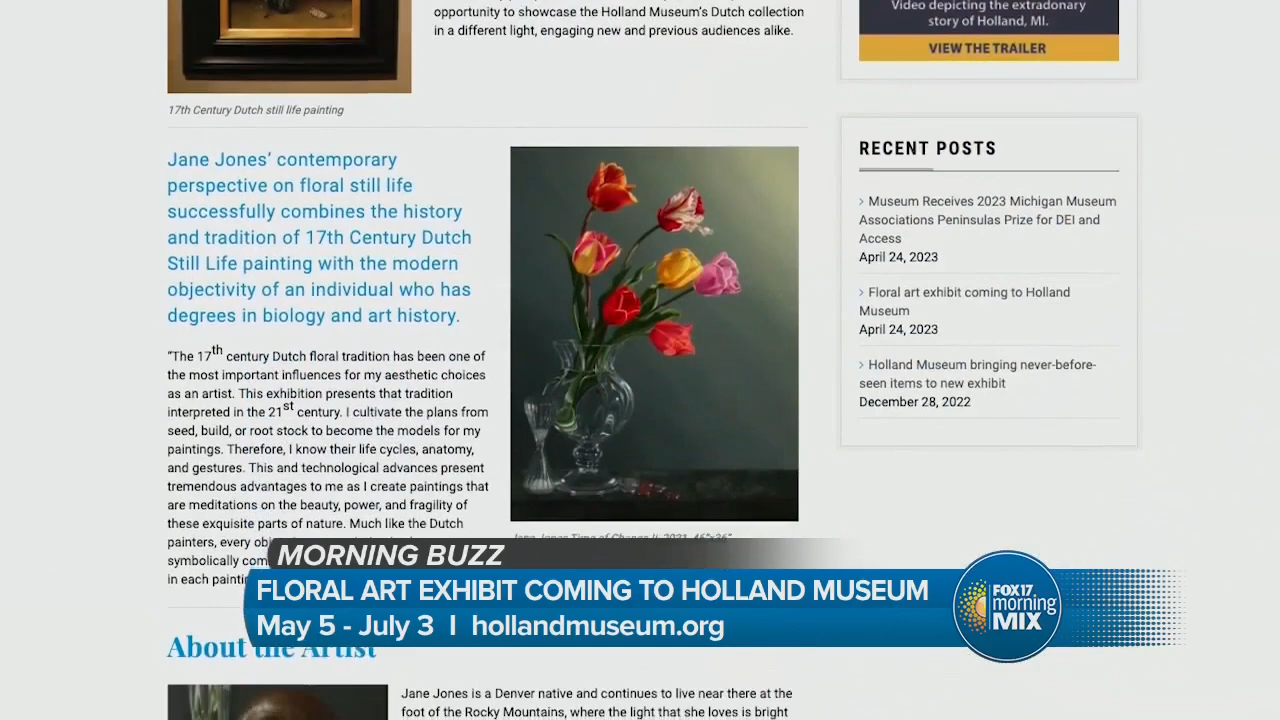 opportunity to showcase the Holland Museum's Dutch collection
in a different light, engaging new and previous audiences alike.
17th Century Dutch still life painting
Jane Jones' contemporary
perspective on floral still life
successfully combines the history
and tradition of 17th Century Dutch
Still Life painting with the modern
objectivity of an individual who has
degrees in biology and art history.
"The 17th century Dutch floral tradition has been one of
the most important influences for my aesthetic choices
as an artist. This exhibition presents that tradition
interpreted in the 21st century. I cultivate the plans from
seed, build, or root stock to become the models for my
paintings. Therefore, I know their life cycles, anatomy,
and gestures. This and technological advances present
tremendous advantages to me as I create paintings that
are meditations on the beauty, power, and fragility of
these exquisite parts of nature. Much like the Dutch
painters, every
symbolically
in each
Video depicting the extradonary
story of Holland, MI.
VIEW THE TRAILER
RECENT POSTS
> Museum Receives 2023 Michigan Museum
Associations Peninsulas Prize for DEI and
Access
April 24, 2023
> Floral art exhibit coming to Holland
Museum
April 24, 2023
> Holland Museum bringing never-before-
seen items to new exhibit
December 28, 2022
MORNING BUZZ
FLORAL ART EXHIBIT COMING TO HOLLAND MUSEUM
May 5 - July 3 | hollandmuseum.org
FOX17
morning
MIX
About the Artist
Jane Jones is a Denver native and continues to live near there at the
foot of the Rocky Mountains, where the light that she loves is bright